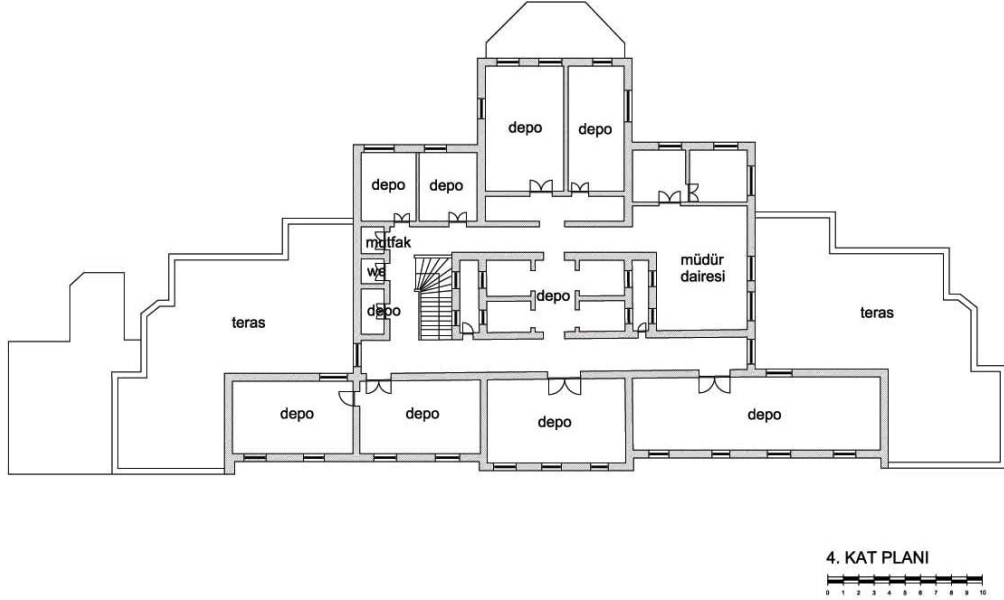 depo
depo
depo
depo
mutfak
wc
müdür
dairesi
depo
depo
teras
teras
depo
depo
depo
depo
4. KAT PLANI
0 1 2 3 4 5 6 7 8 9 10